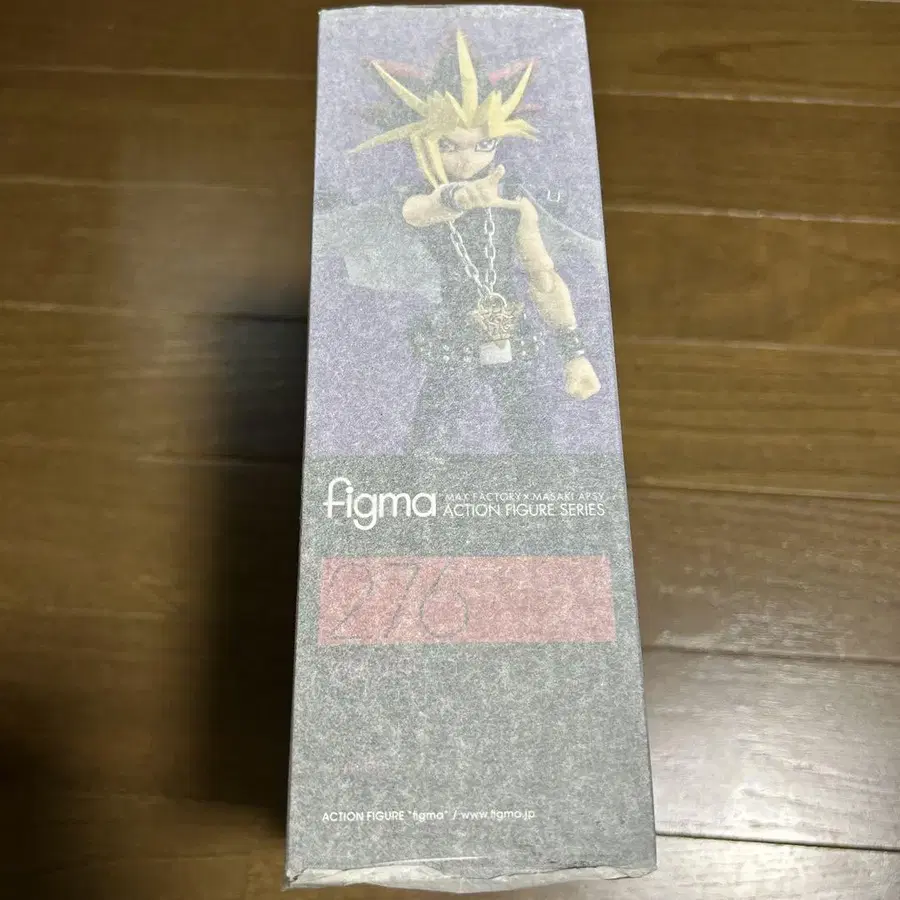 figma
MAX FACTORY × MASAKI APSY
ACTION FIGURE SERIES
276
ACTION FIGURE "figma" / www.figma.jp